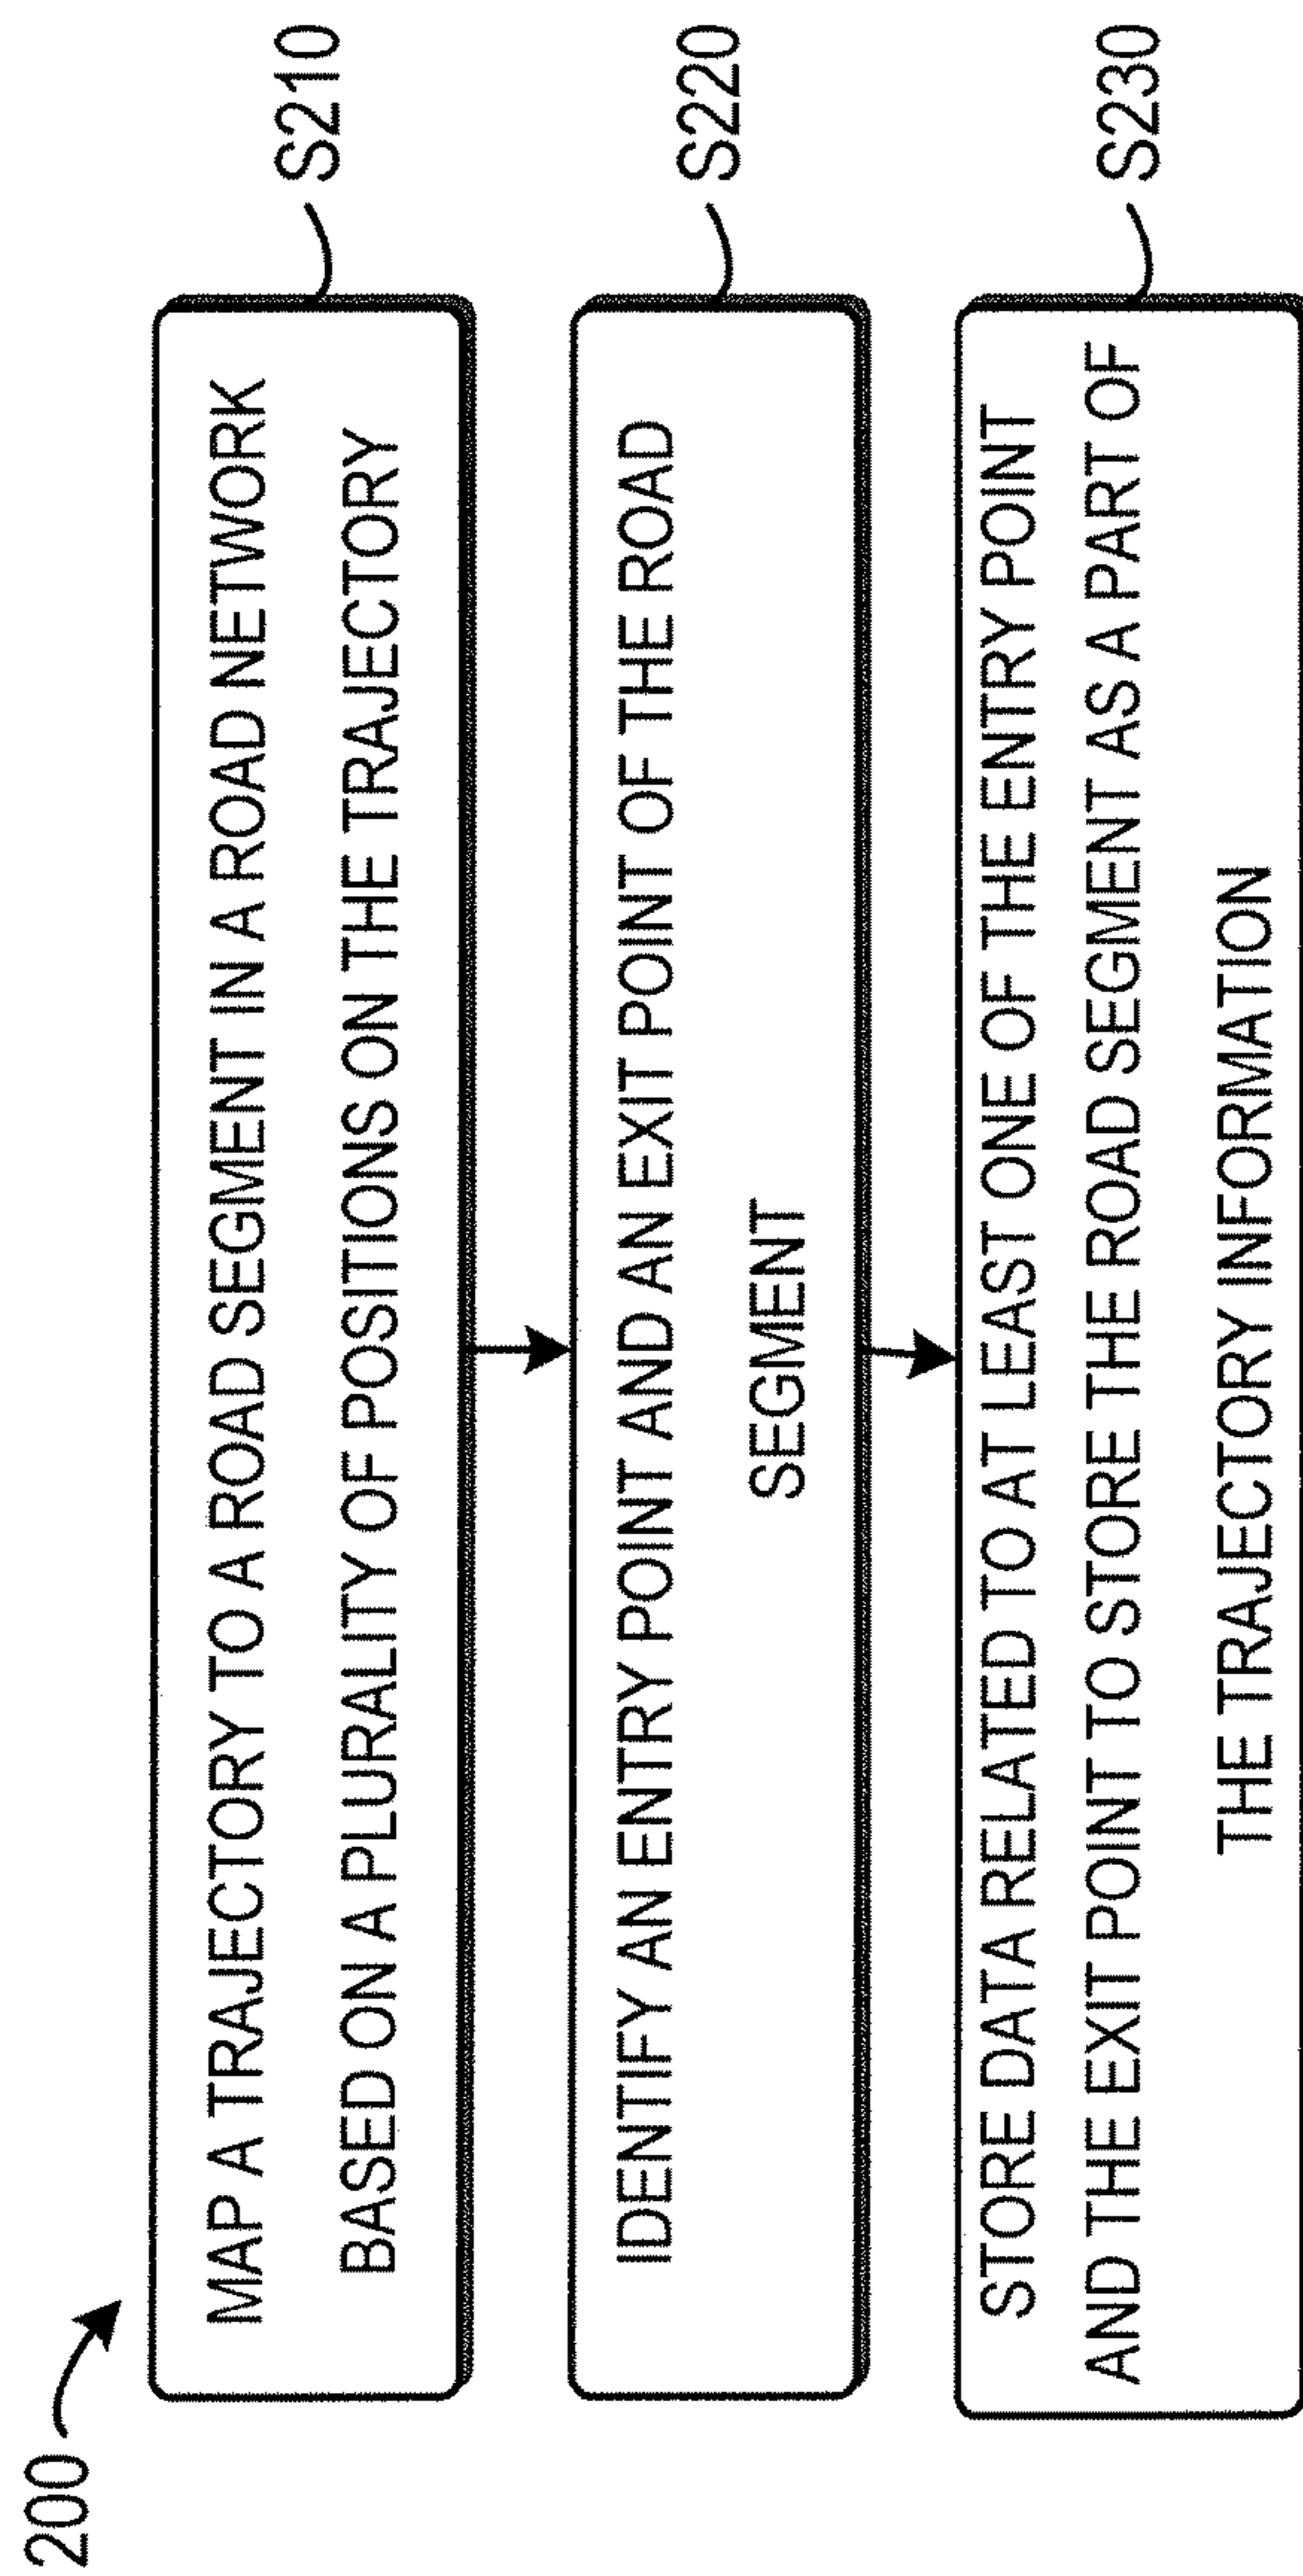 200
MAP A TRAJECTORY TO A ROAD SEGMENT IN A ROAD NETWORK
BASED ON A PLURALITY OF POSITIONS ON THE TRAJECTORY
S210
IDENTIFY AN ENTRY POINT AND AN EXIT POINT OF THE ROAD
SEGMENT
S220
STORE DATA RELATED TO AT LEAST ONE OF THE ENTRY POINT
AND THE EXIT POINT TO STORE THE ROAD SEGMENT AS A PART OF
THE TRAJECTORY INFORMATION
S230